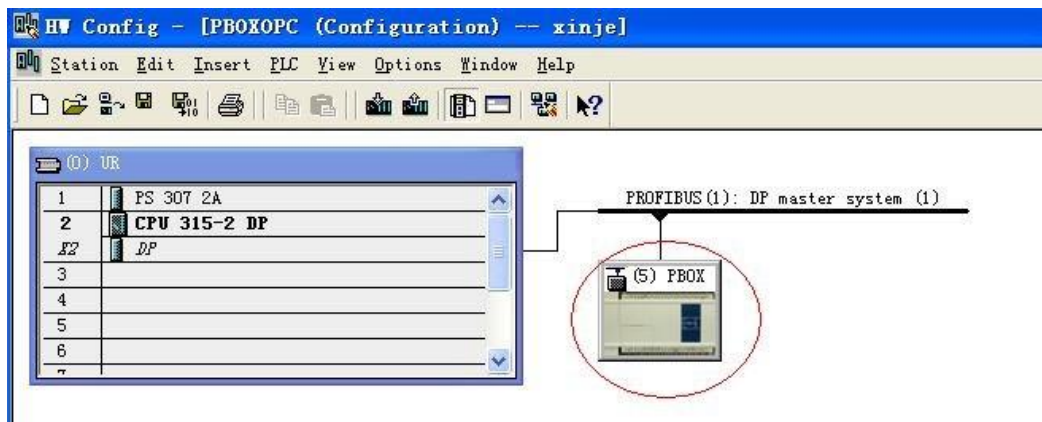 HW Config - [PBOXOPC (Configuration) -- xinje]
Station Edit Insert PLC View Options Window Help
(0) UR
1 PS 307 2A
2 CPU 315-2 DP
X2 DP
3
4
5
6
7
PROFIBUS(1): DP master system (1)
(5) PBOX